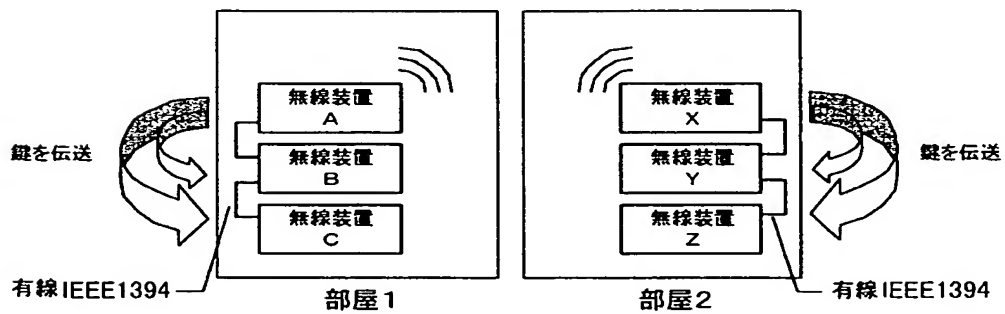 無線装置
A
無線装置
B
無線装置
C
鍵を伝送
有線IEEE1394
部屋1
無線装置
X
無線装置
Y
無線装置
Z
鍵を伝送
有線IEEE1394
部屋2